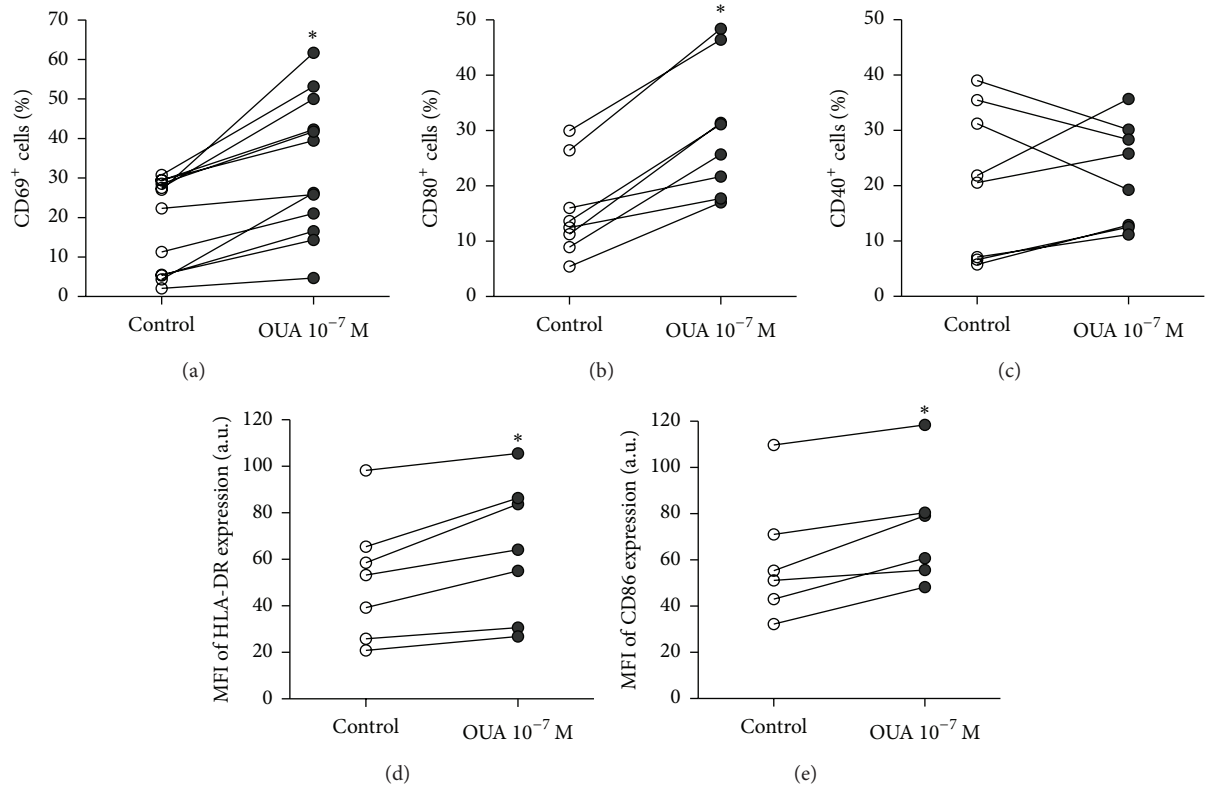 CD69⁺ cells (%)
70
60
50
40
30
20
10
0
*
Control
OUA 10⁻⁷ M
(a)
CD80⁺ cells (%)
50
40
30
20
10
0
*
Control
OUA 10⁻⁷ M
(b)
CD40⁺ cells (%)
50
40
30
20
10
0
Control
OUA 10⁻⁷ M
(c)
MFI of HLA-DR expression (a.u.)
120
100
80
60
40
20
0
*
Control
OUA 10⁻⁷ M
(d)
MFI of CD86 expression (a.u.)
120
100
80
60
40
20
0
*
Control
OUA 10⁻⁷ M
(e)